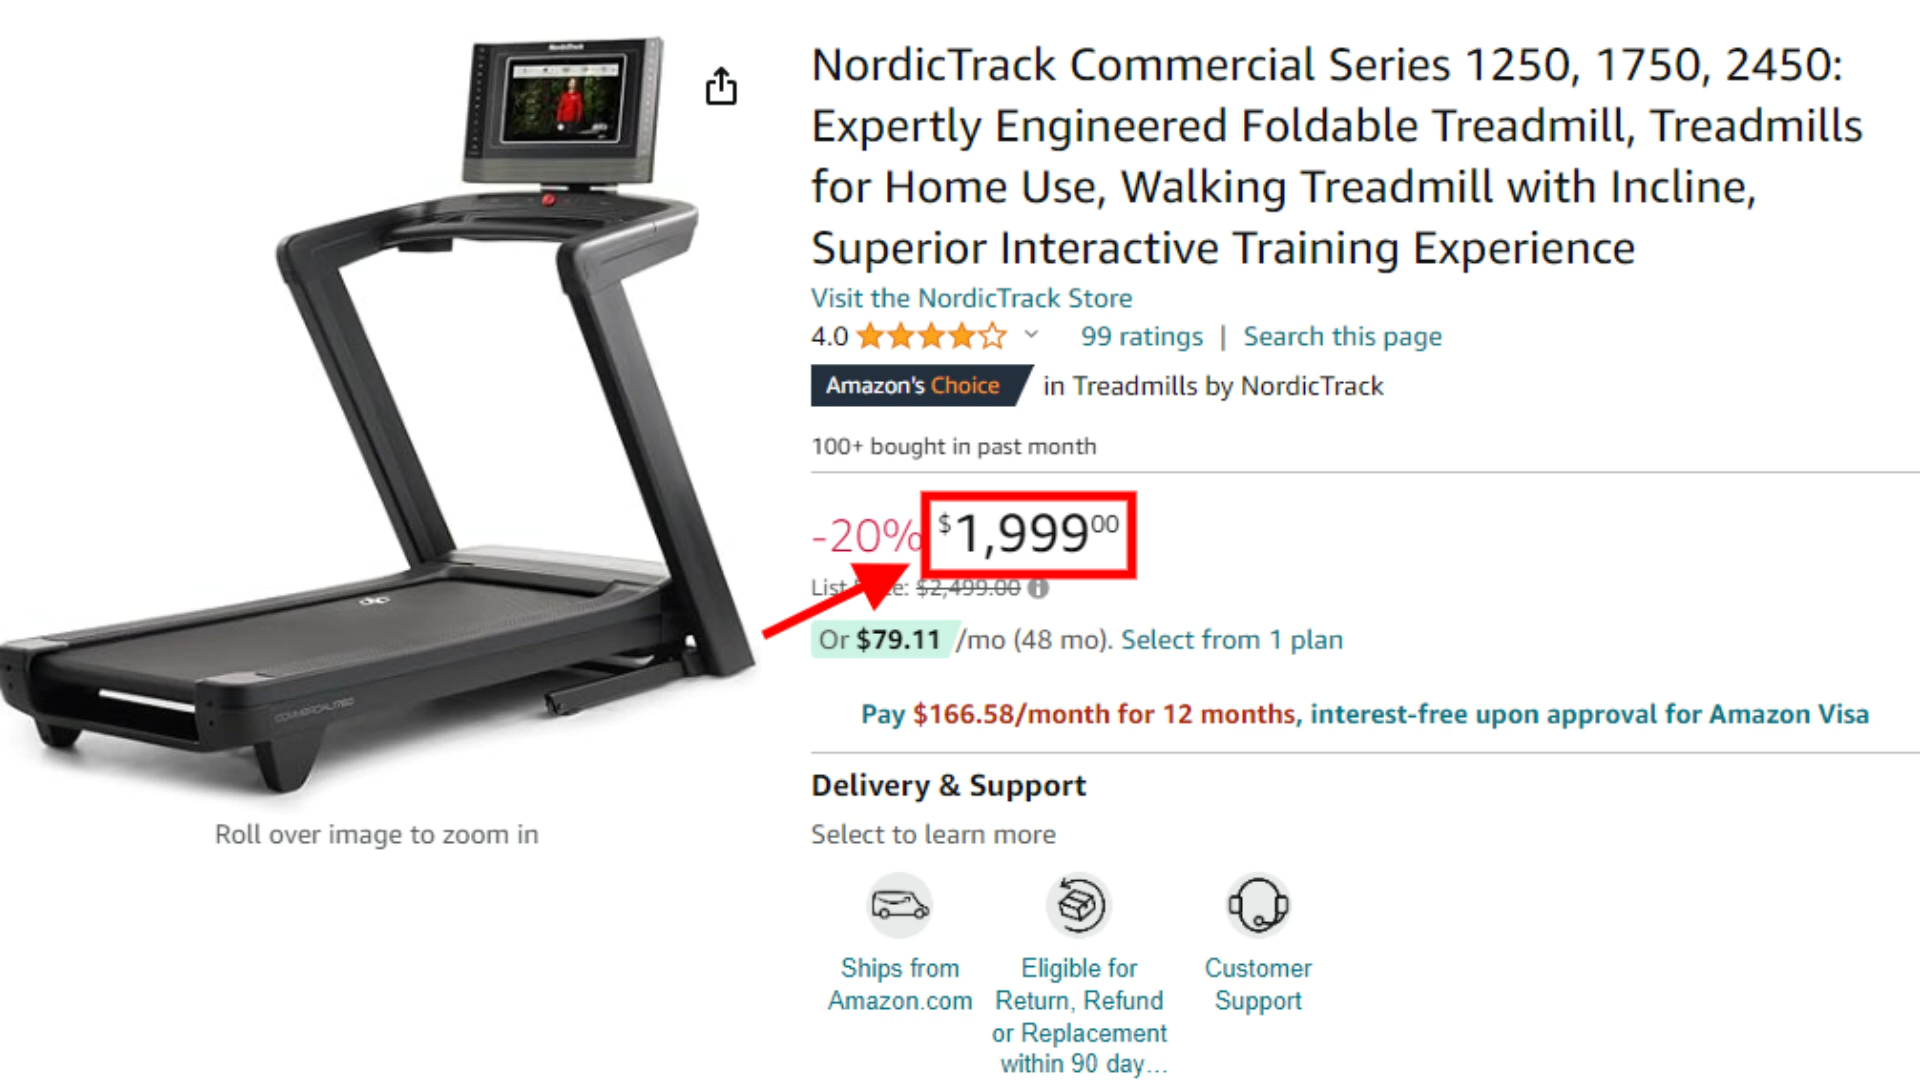 NordicTrack
NordicTrack Commercial Series 1250, 1750, 2450:
Expertly Engineered Foldable Treadmill, Treadmills
for Home Use, Walking Treadmill with Incline,
Superior Interactive Training Experience
Visit the NordicTrack Store
4.0 99 ratings | Search this page
Amazon's Choice in Treadmills by NordicTrack
100+ bought in past month
-20% $1,99900
List e: $2,499.00
Or $79.11 /mo (48 mo). Select from 1 plan
Pay $166.58/month for 12 months, interest-free upon approval for Amazon Visa
Delivery & Support
Select to learn more
Ships from
Amazon.com
Eligible for
Return, Refund
or Replacement
within 90 day...
Customer
Support
COMMERCIAL 1750
Roll over image to zoom in